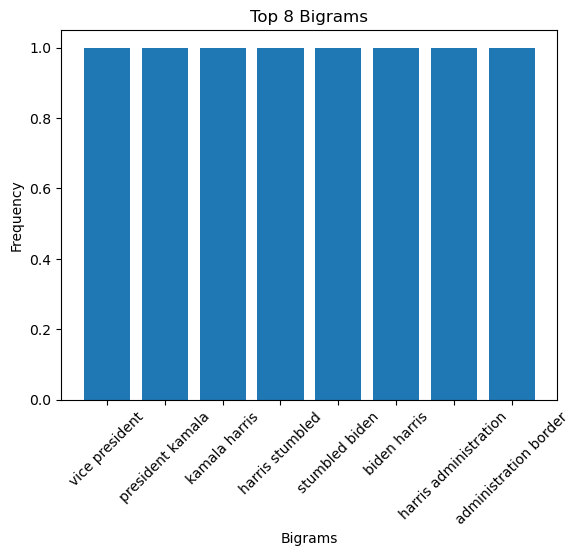 Top 8 Bigrams
1.0
0.8
0.6
0.4
0.2
0.0
Frequency
vice president
president kamala
kamala harris
harris stumbled
stumbled biden
biden harris
harris administration
administration border
Bigrams